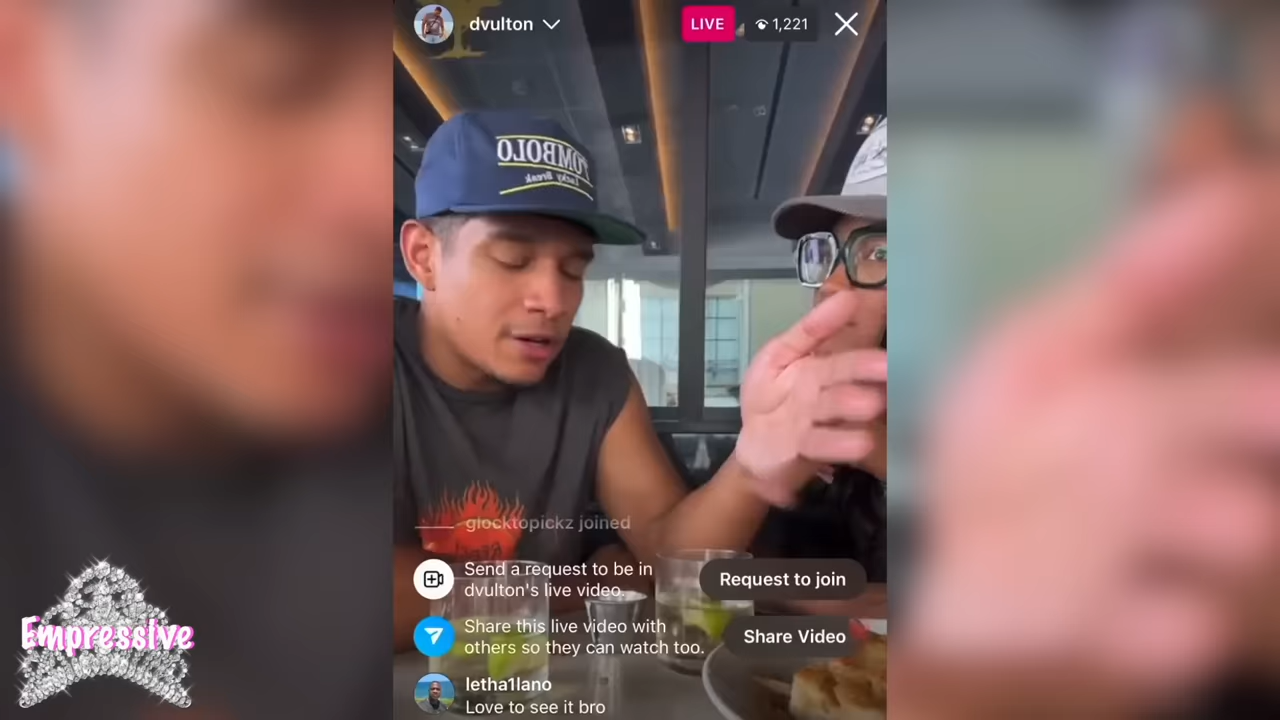 dvulton
LIVE
1,221
TOMBOLO
Lucky Break
glocktopickz joined
Send a request to be in
dvulton's live video.
Request to join
Share this live video with
others so they can watch too.
Share Video
letha1lano
Love to see it bro
Empressive